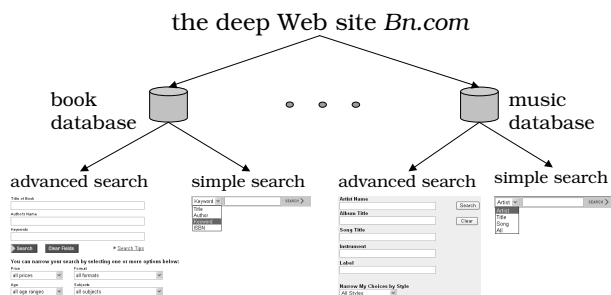 the deep Web site Bn.com
book
database
music
database
advanced search
simple search
advanced search
simple search
Title of Book
Author's Name
Keywords
Search
Clear Fields
Search Tips
You can narrow your search by selecting one or more options below:
Price
Format
all prices
all formats
Age
Subjects
all age ranges
all subjects
Keyword
SEARCH
Title
Author
Keyword
ISBN
Artist Name
Search
Album Title
Clear
Song Title
Instrument
Label
Narrow My Choices by Style
All Styles
Artist
SEARCH
Artist
Title
Song
All